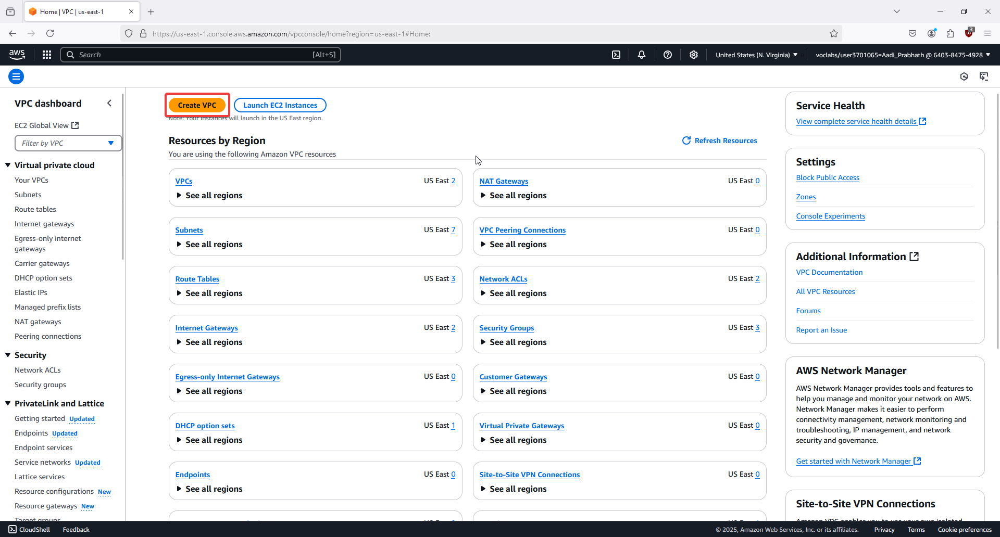 Home | VPC | us-east-1
https://us-east-1.console.aws.amazon.com/vpcconsole/home?region=us-east-1#Home:
3
aws
Search
[Alt+S]
United States (N. Virginia)
voclabs/user3701065=Aadi_Prabhath @ 6403-8475-4928
VPC dashboard
EC2 Global View
Filter by VPC
Virtual private cloud
Your VPCs
Subnets
Route tables
Internet gateways
Egress-only internet
gateways
Carrier gateways
DHCP option sets
Elastic IPs
Managed prefix lists
NAT gateways
Peering connections
Security
Network ACLs
Security groups
PrivateLink and Lattice
Getting started Updated
Endpoints Updated
Endpoint services
Service networks Updated
Lattice services
Resource configurations New
Resource gateways New
Target groups
Create VPC
Launch EC2 Instances
Note: Your Instances will launch in the US East region.
Resources by Region
Refresh Resources
You are using the following Amazon VPC resources
VPCs
US East 2
See all regions
NAT Gateways
US East 0
See all regions
Subnets
US East 7
See all regions
VPC Peering Connections
US East 0
See all regions
Route Tables
US East 3
See all regions
Network ACLs
US East 2
See all regions
Internet Gateways
US East 2
See all regions
Security Groups
US East 3
See all regions
Egress-only Internet Gateways
US East 0
See all regions
Customer Gateways
US East 0
See all regions
DHCP option sets
US East 1
See all regions
Virtual Private Gateways
US East 0
See all regions
Endpoints
US East 0
See all regions
Site-to-Site VPN Connections
US East 0
See all regions
Service Health
View complete service health details
Settings
Block Public Access
Zones
Console Experiments
Additional Information
VPC Documentation
All VPC Resources
Forums
Report an Issue
AWS Network Manager
AWS Network Manager provides tools and features to
help you manage and monitor your network on AWS.
Network Manager makes it easier to perform
connectivity management, network monitoring and
troubleshooting, IP management, and network
security and governance.
Get started with Network Manager
Site-to-Site VPN Connections
Amazon VPC enables you to use your own isolated
CloudShell
Feedback
© 2025, Amazon Web Services, Inc. or its affiliates.
Privacy
Terms
Cookie preferences